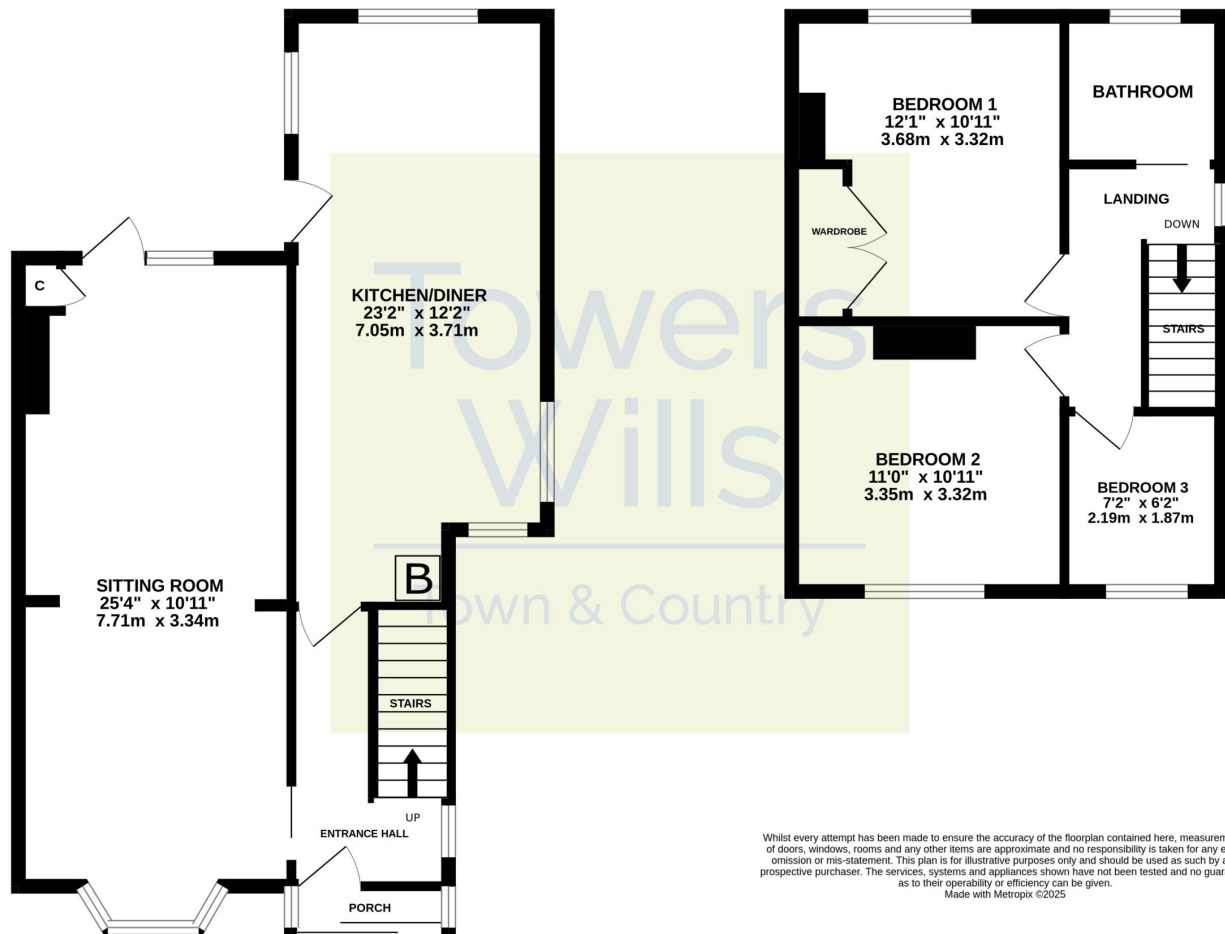 KITCHEN/DINER
23'2" x 12'2"
7.05m x 3.71m
C
SITTING ROOM
25'4" x 10'11"
7.71m x 3.34m
B
STAIRS
UP
ENTRANCE HALL
PORCH
BEDROOM 1
12'1" x 10'11"
3.68m x 3.32m
BATHROOM
WARDROBE
LANDING
DOWN
STAIRS
BEDROOM 2
11'0" x 10'11"
3.35m x 3.32m
BEDROOM 3
7'2" x 6'2"
2.19m x 1.87m
Towers
Wills
Town & Country
Whilst every attempt has been made to ensure the accuracy of the floorplan contained here,
of doors, windows, rooms and any other items are approximate and no responsibility is taken for any
omission or mis-statement. This plan is for illustrative purposes only and should be used as such by
prospective purchaser. The services, systems and appliances shown have not been tested and no
as to their operability or efficiency can be given.
Made with Metropix ©2025